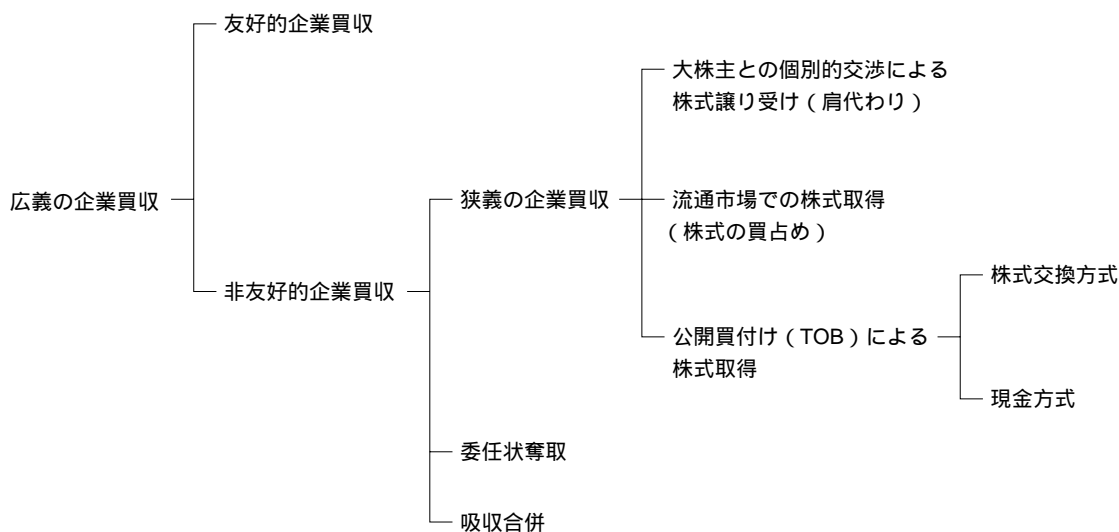 広義の企業買収
友好的企業買収
非友好的企業買収
狭義の企業買収
大株主との個別的交渉による
株式譲り受け（肩代わり）
流通市場での株式取得
（株式の買占め）
公開買付け（TOB）による
株式取得
株式交換方式
現金方式
委任状奪取
吸収合併